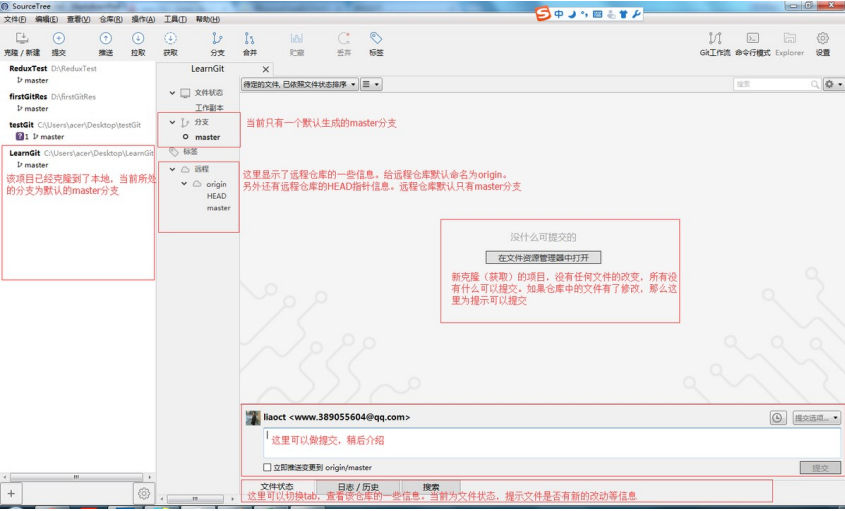 SourceTree
文件(F) 编辑(E) 查看(V) 仓库(R) 操作(A) 工具(T) 帮助(H)
中
克隆 / 新建 提交 推送 拉取 获取 分支 合并 贮藏 丢弃 标签 Git工作流 命令行模式 Explorer 设置
ReduxTest D:\ReduxTest
master
firstGitRes D:\firstGitRes
master
testGit C:\Users\acer\Desktop\testGit
1 master
LearnGit C:\Users\acer\Desktop\LearnGit
master
该项目已经克隆到了本地，当前所处
的分支为默认的master分支
LearnGit
文件状态
工作副本
分支
master
标签
远程
origin
HEAD
master
待定的文件, 已依照文件状态排序
搜索
当前只有一个默认生成的master分支
这里显示了远程仓库的一些信息。给远程仓库默认命名为origin。
另外还有远程仓库的HEAD指针信息。远程仓库默认只有master分支
没什么可提交的
在文件资源管理器中打开
新克隆（获取）的项目，没有任何文件的改变，所有没
有什么可以提交。如果仓库中的文件有了修改，那么这
里为提示可以提交
liaoct <www.389055604@qq.com>
提交选项...
这里可以做提交，稍后介绍
立即推送变更到 origin/master
提交
文件状态 日志 / 历史 搜索
这里可以切换tab，查看该仓库的一些信息。当前为文件状态，提示文件是否有新的改动等信息